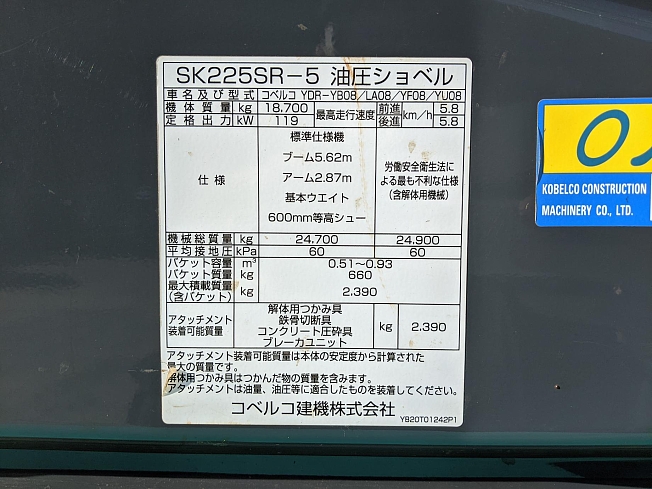 SK225SR-5 油圧ショベル
車名及び型式 コベルコ YDR-YB08/LA08/YF08/YU08
機体質量 kg 18,700 最高走行速度 前進 km/h 5.8
定格出力 kW 119 後進 5.8
仕様
標準仕様機
ブーム5.62m
アーム2.87m
基本ウエイト
600mm等高シュー
労働安全衛生法に
よる最も不利な仕様
(含解体用機械)
機械総質量 kg 24,700 24,900
平均接地圧 kPa 60 60
バケット容量 m³ 0.51~0.93
バケット質量 kg 660
最大積載質量 kg 2,390
(含バケット)
アタッチメント
装着可能質量
解体用つかみ具
鉄骨切断具
コンクリート圧砕具
ブレーカユニット
kg 2,390
アタッチメント装着可能質量は本体の安定度から計算された
最大の質量です。
解体用つかみ具はつかんだ物の質量を含みます。
アタッチメントは油量、油圧等に適合したものを装着してください。
コベルコ建機株式会社
YB20T01242P1
KOBELCO CONSTRUCTION
MACHINERY CO., LTD.